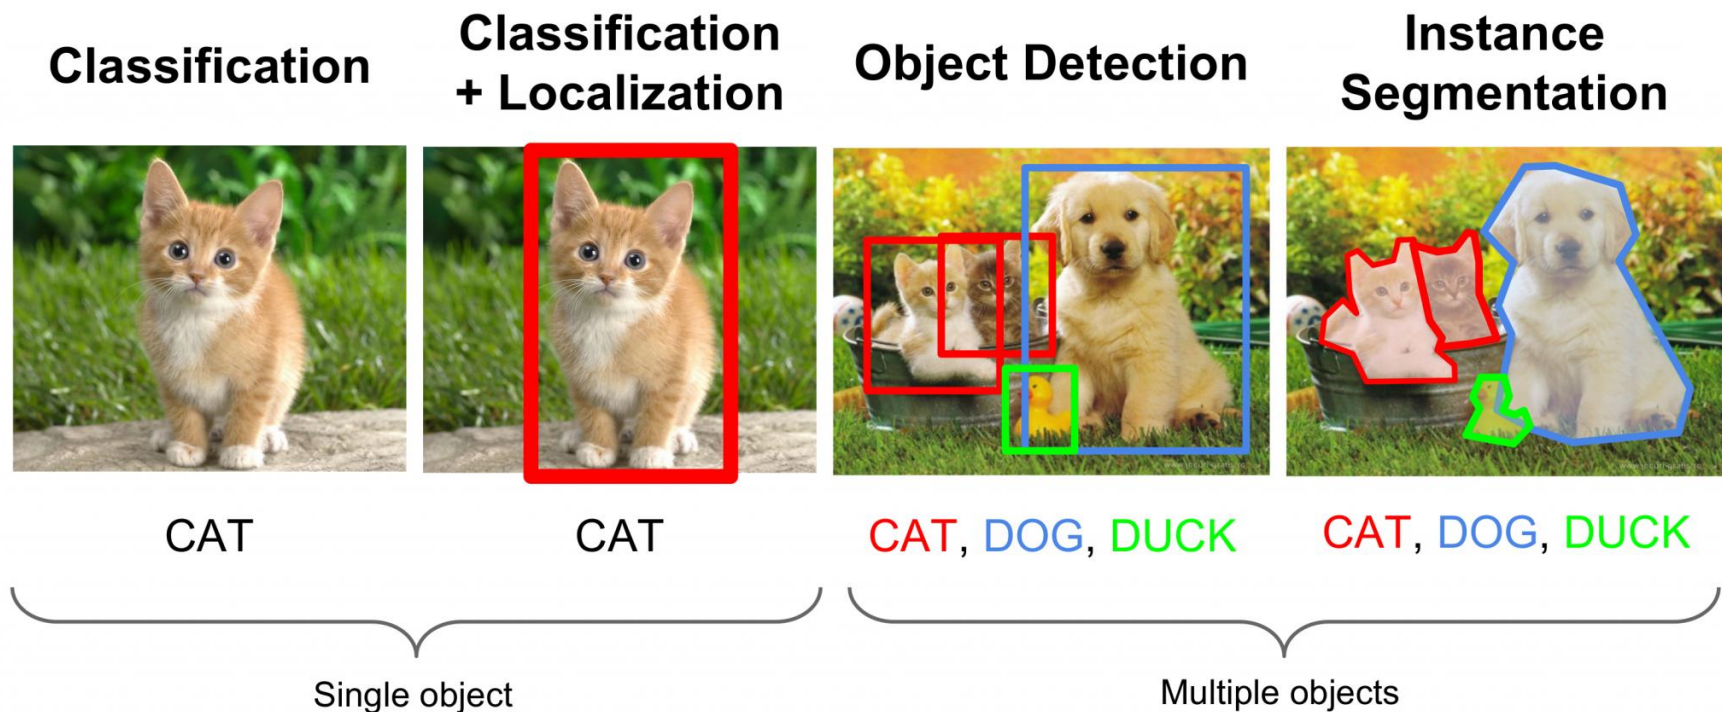 Classification
Classification
+ Localization
Object Detection
Instance
Segmentation
CAT
CAT
CAT, DOG, DUCK
CAT, DOG, DUCK
Single object
Multiple objects